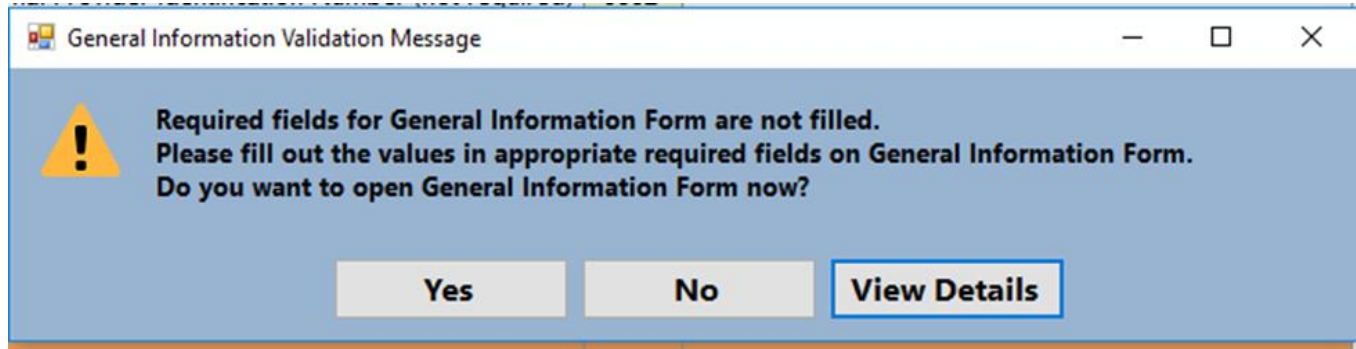 General Information Validation Message
Required fields for General Information Form are not filled.
Please fill out the values in appropriate required fields on General Information Form.
Do you want to open General Information Form now?
Yes No View Details